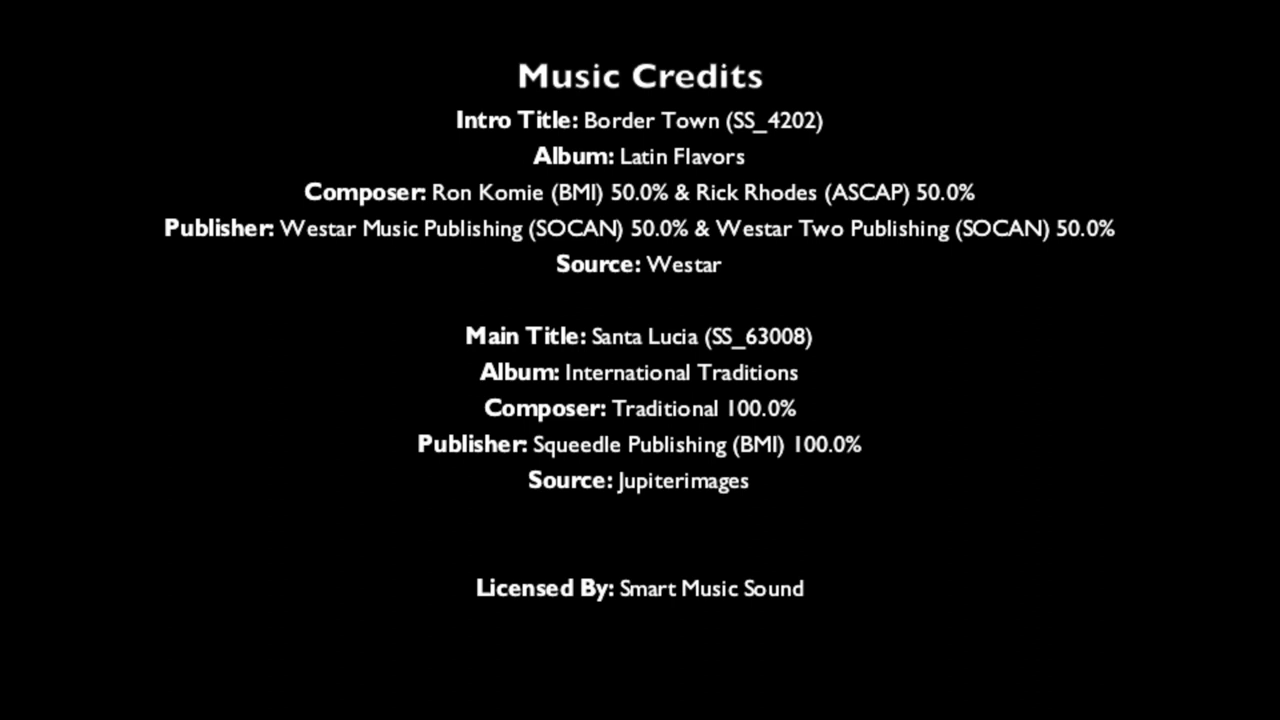 Music Credits
Intro Title: Border Town (SS_4202)
Album: Latin Flavors
Composer: Ron Komie (BMI) 50.0% & Rick Rhodes (ASCAP) 50.0%
Publisher: Westar Music Publishing (SOCAN) 50.0% & Westar Two Publishing (SOCAN) 50.0%
Source: Westar
Main Title: Santa Lucia (SS_63008)
Album: International Traditions
Composer: Traditional 100.0%
Publisher: Squeedle Publishing (BMI) 100.0%
Source: Jupiterimages
Licensed By: Smart Music Sound